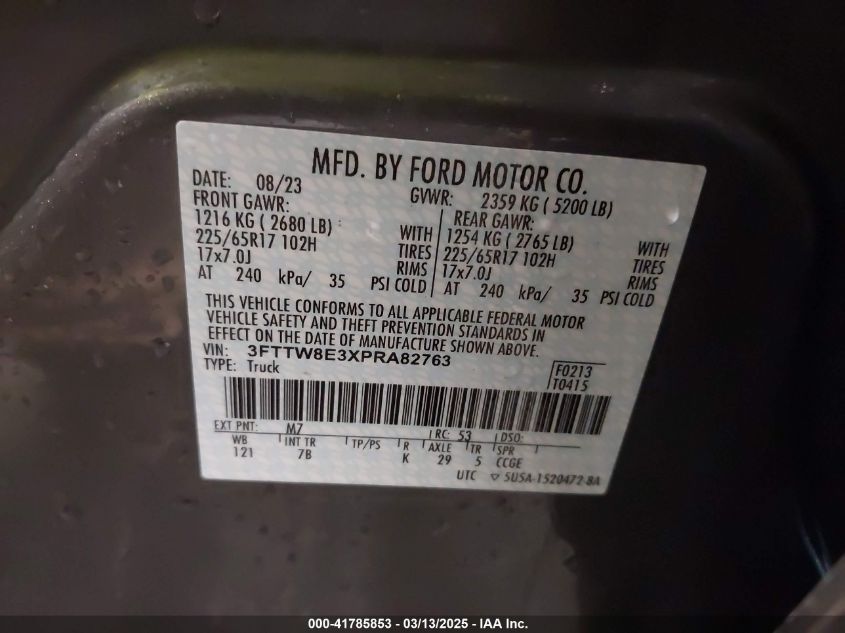 MFD. BY FORD MOTOR CO.
DATE: 08/23 GVWR: 2359 KG ( 5200 LB)
FRONT GAWR: REAR GAWR:
1216 KG ( 2680 LB) WITH 1254 KG ( 2765 LB) WITH
225/65R17 102H TIRES 225/65R17 102H TIRES
17x7.0J RIMS 17x7.0J RIMS
AT 240 kPa/ 35 PSI COLD AT 240 kPa/ 35 PSI COLD
THIS VEHICLE CONFORMS TO ALL APPLICABLE FEDERAL MOTOR
VEHICLE SAFETY AND THEFT PREVENTION STANDARDS IN
EFFECT ON THE DATE OF MANUFACTURE SHOWN ABOVE.
VIN: 3FTTW8E3XPRA82763
TYPE: Truck F0213
T0415
EXT PNT: M7 RC: 53 DSO:
WB INT TR TP/PS R AXLE TR SPR
121 7B K 29 5 CCGE
UTC ▽ 5U5A-1520472-8A
000-41785853 / 03/13/2025 - IAA Inc.